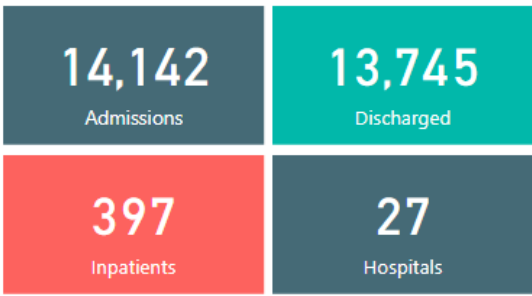 14,142
Admissions
13,745
Discharged
397
Inpatients
27
Hospitals